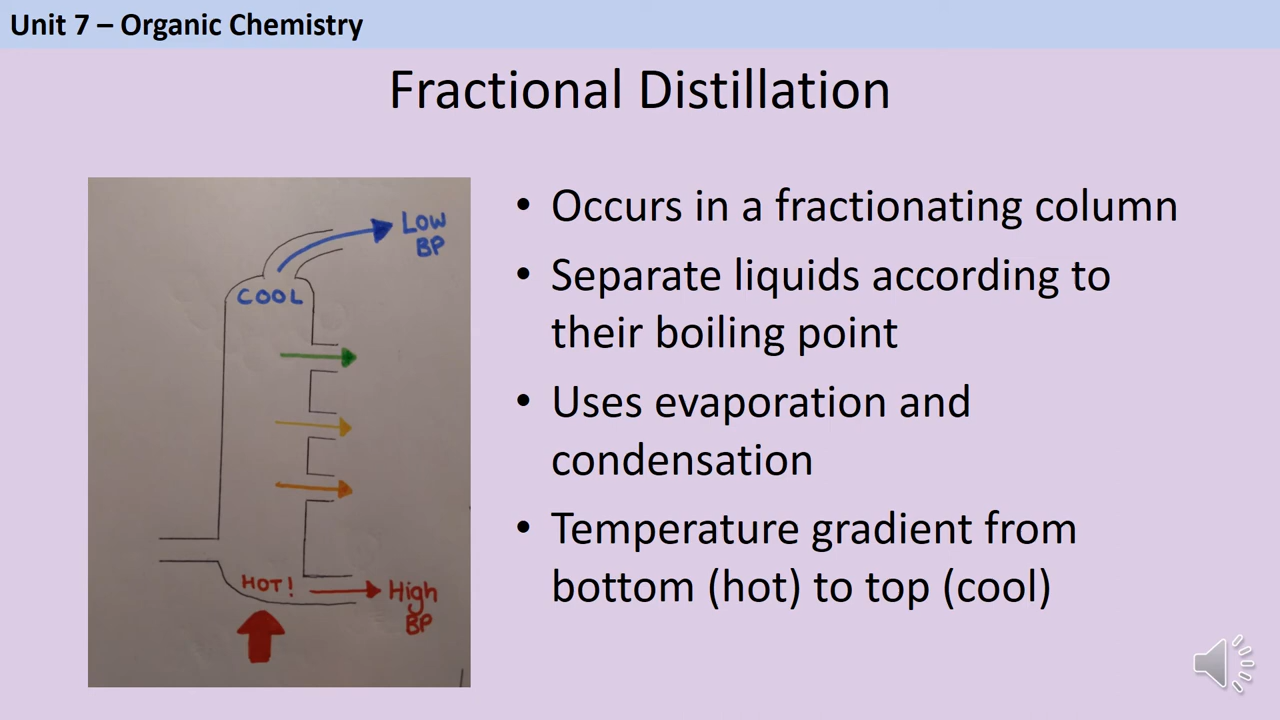 Unit 7 – Organic Chemistry
Fractional Distillation
LOW
BP
COOL
HOT!
High
BP
• Occurs in a fractionating column
• Separate liquids according to
their boiling point
• Uses evaporation and
condensation
• Temperature gradient from
bottom (hot) to top (cool)